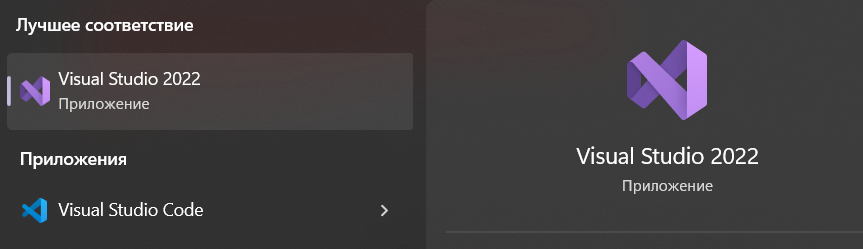 Лучшее соответствие
Visual Studio 2022
Приложение
Приложения
Visual Studio Code
Visual Studio 2022
Приложение